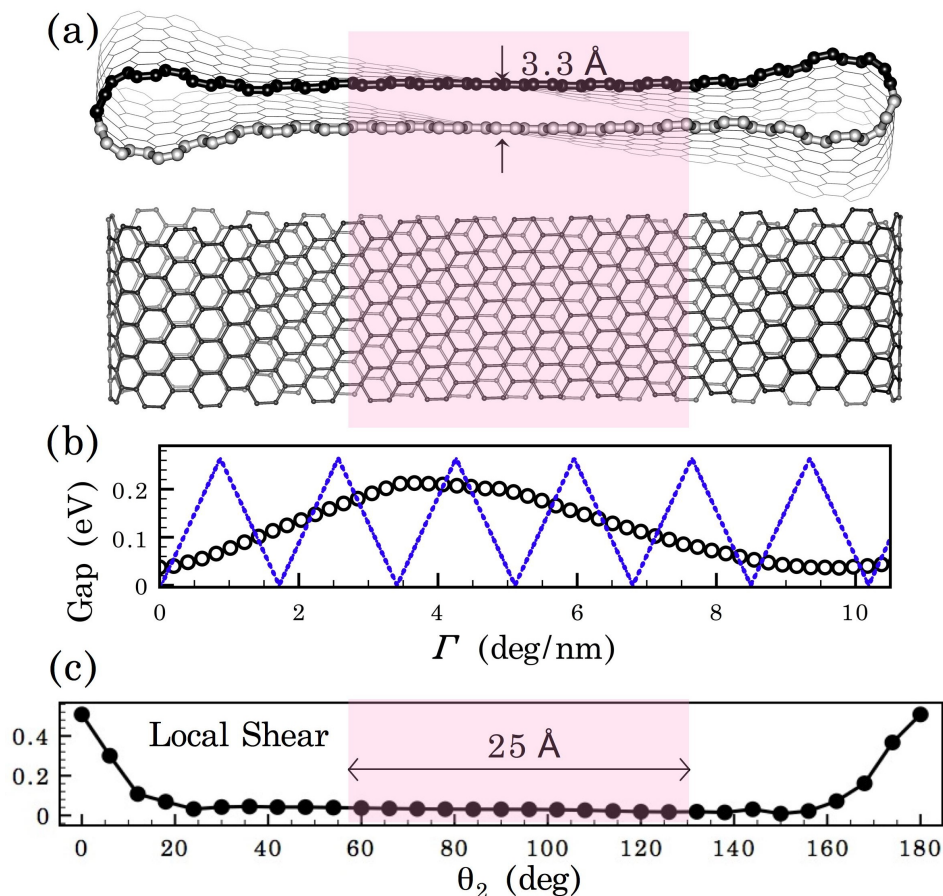 (a)
3.3 Å
(b)
Gap (eV)
0.2
0.1
0
0 2 4 6 8 10
Γ (deg/nm)
(c)
Local Shear
25 Å
0.4
0.2
0
0 20 40 60 80 100 120 140 160 180
θ₂ (deg)